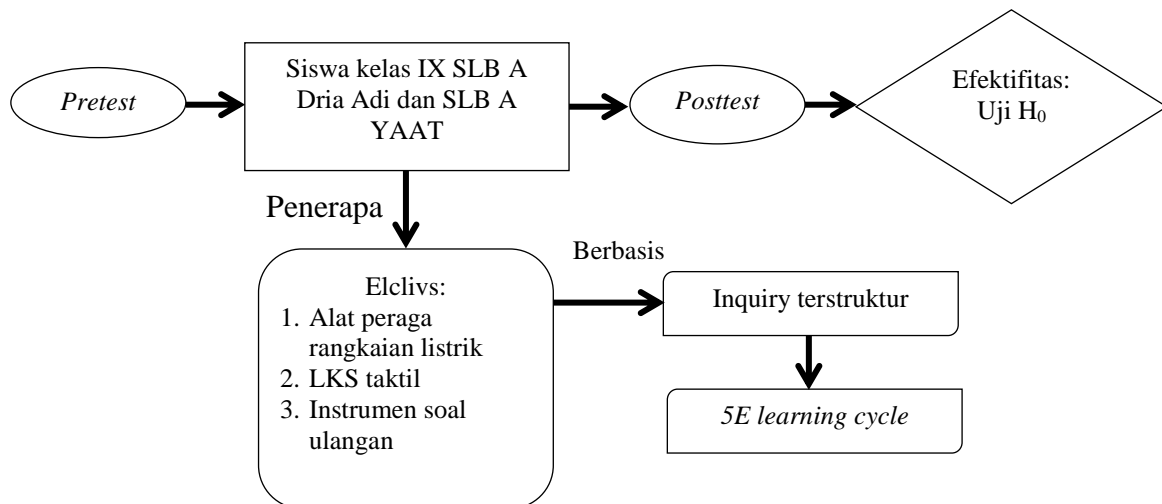 Pretest
Siswa kelas IX SLB A
Dria Adi dan SLB A
YAAT
Posttest
Efektifitas:
Uji H₀
Penerapa
Berbasis
Elclivs:
1. Alat peraga
rangkaian listrik
2. LKS taktil
3. Instrumen soal
ulangan
Inquiry terstruktur
5E learning cycle